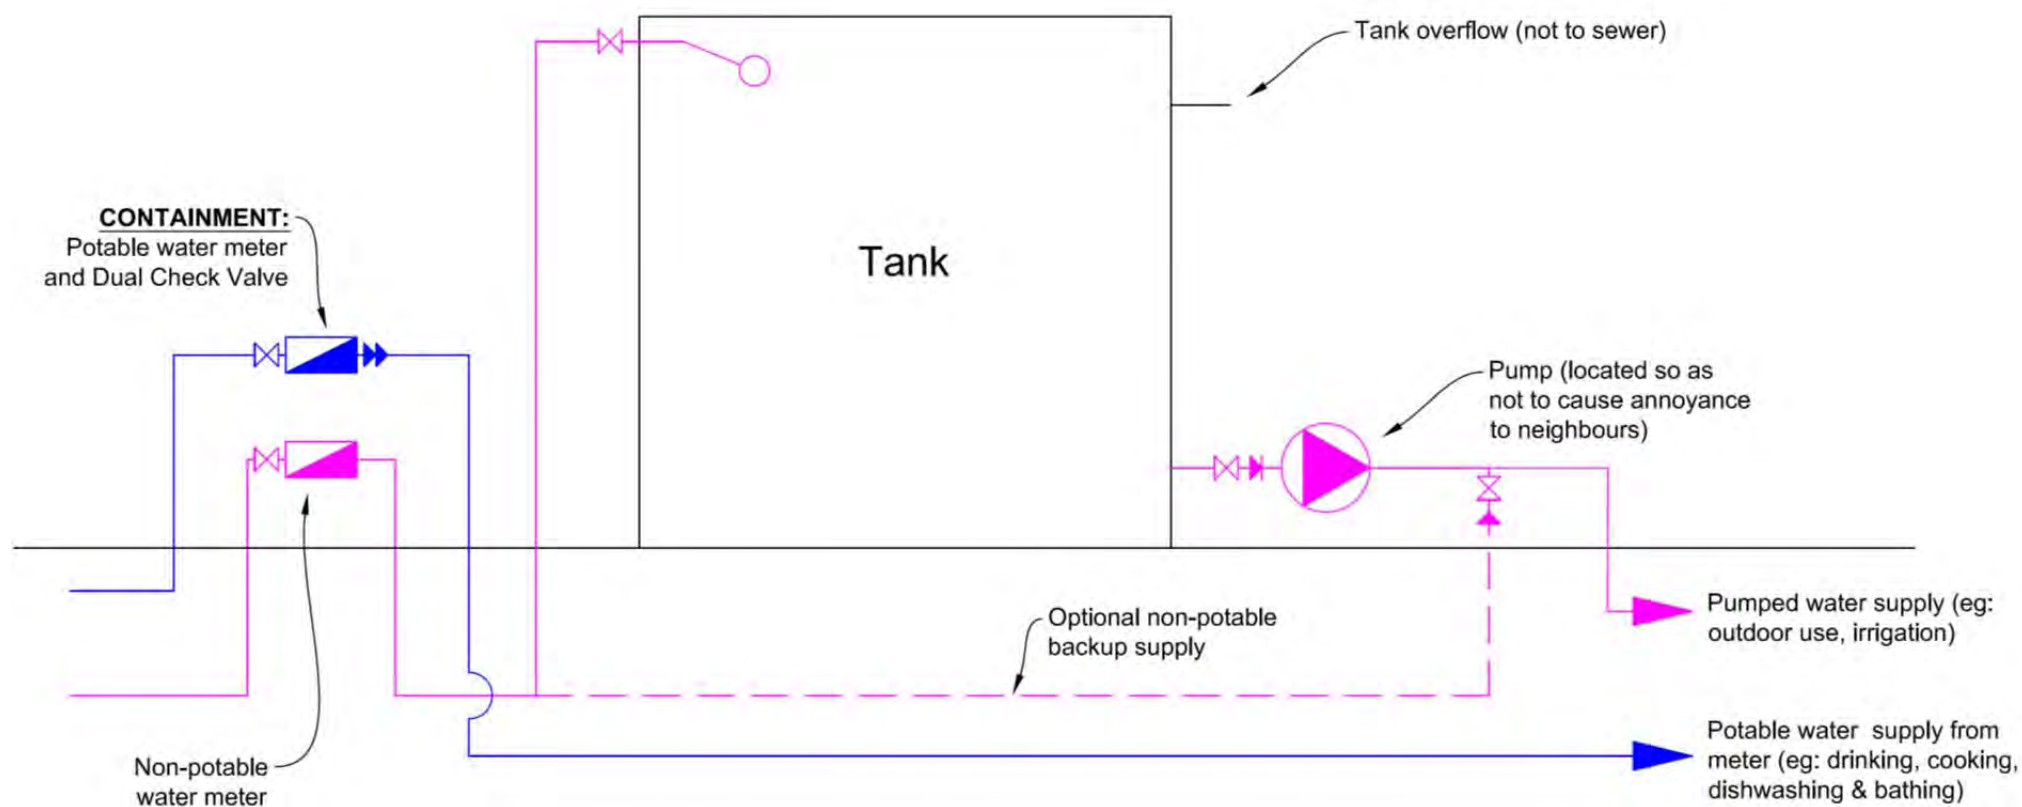 Tank overflow (not to sewer)
CONTAINMENT:
Potable water meter
and Dual Check Valve
Tank
Pump (located so as
not to cause annoyance
to neighbours)
Optional non-potable
backup supply
Pumped water supply (eg:
outdoor use, irrigation)
Non-potable
water meter
Potable water supply from
meter (eg: drinking, cooking,
dishwashing & bathing)